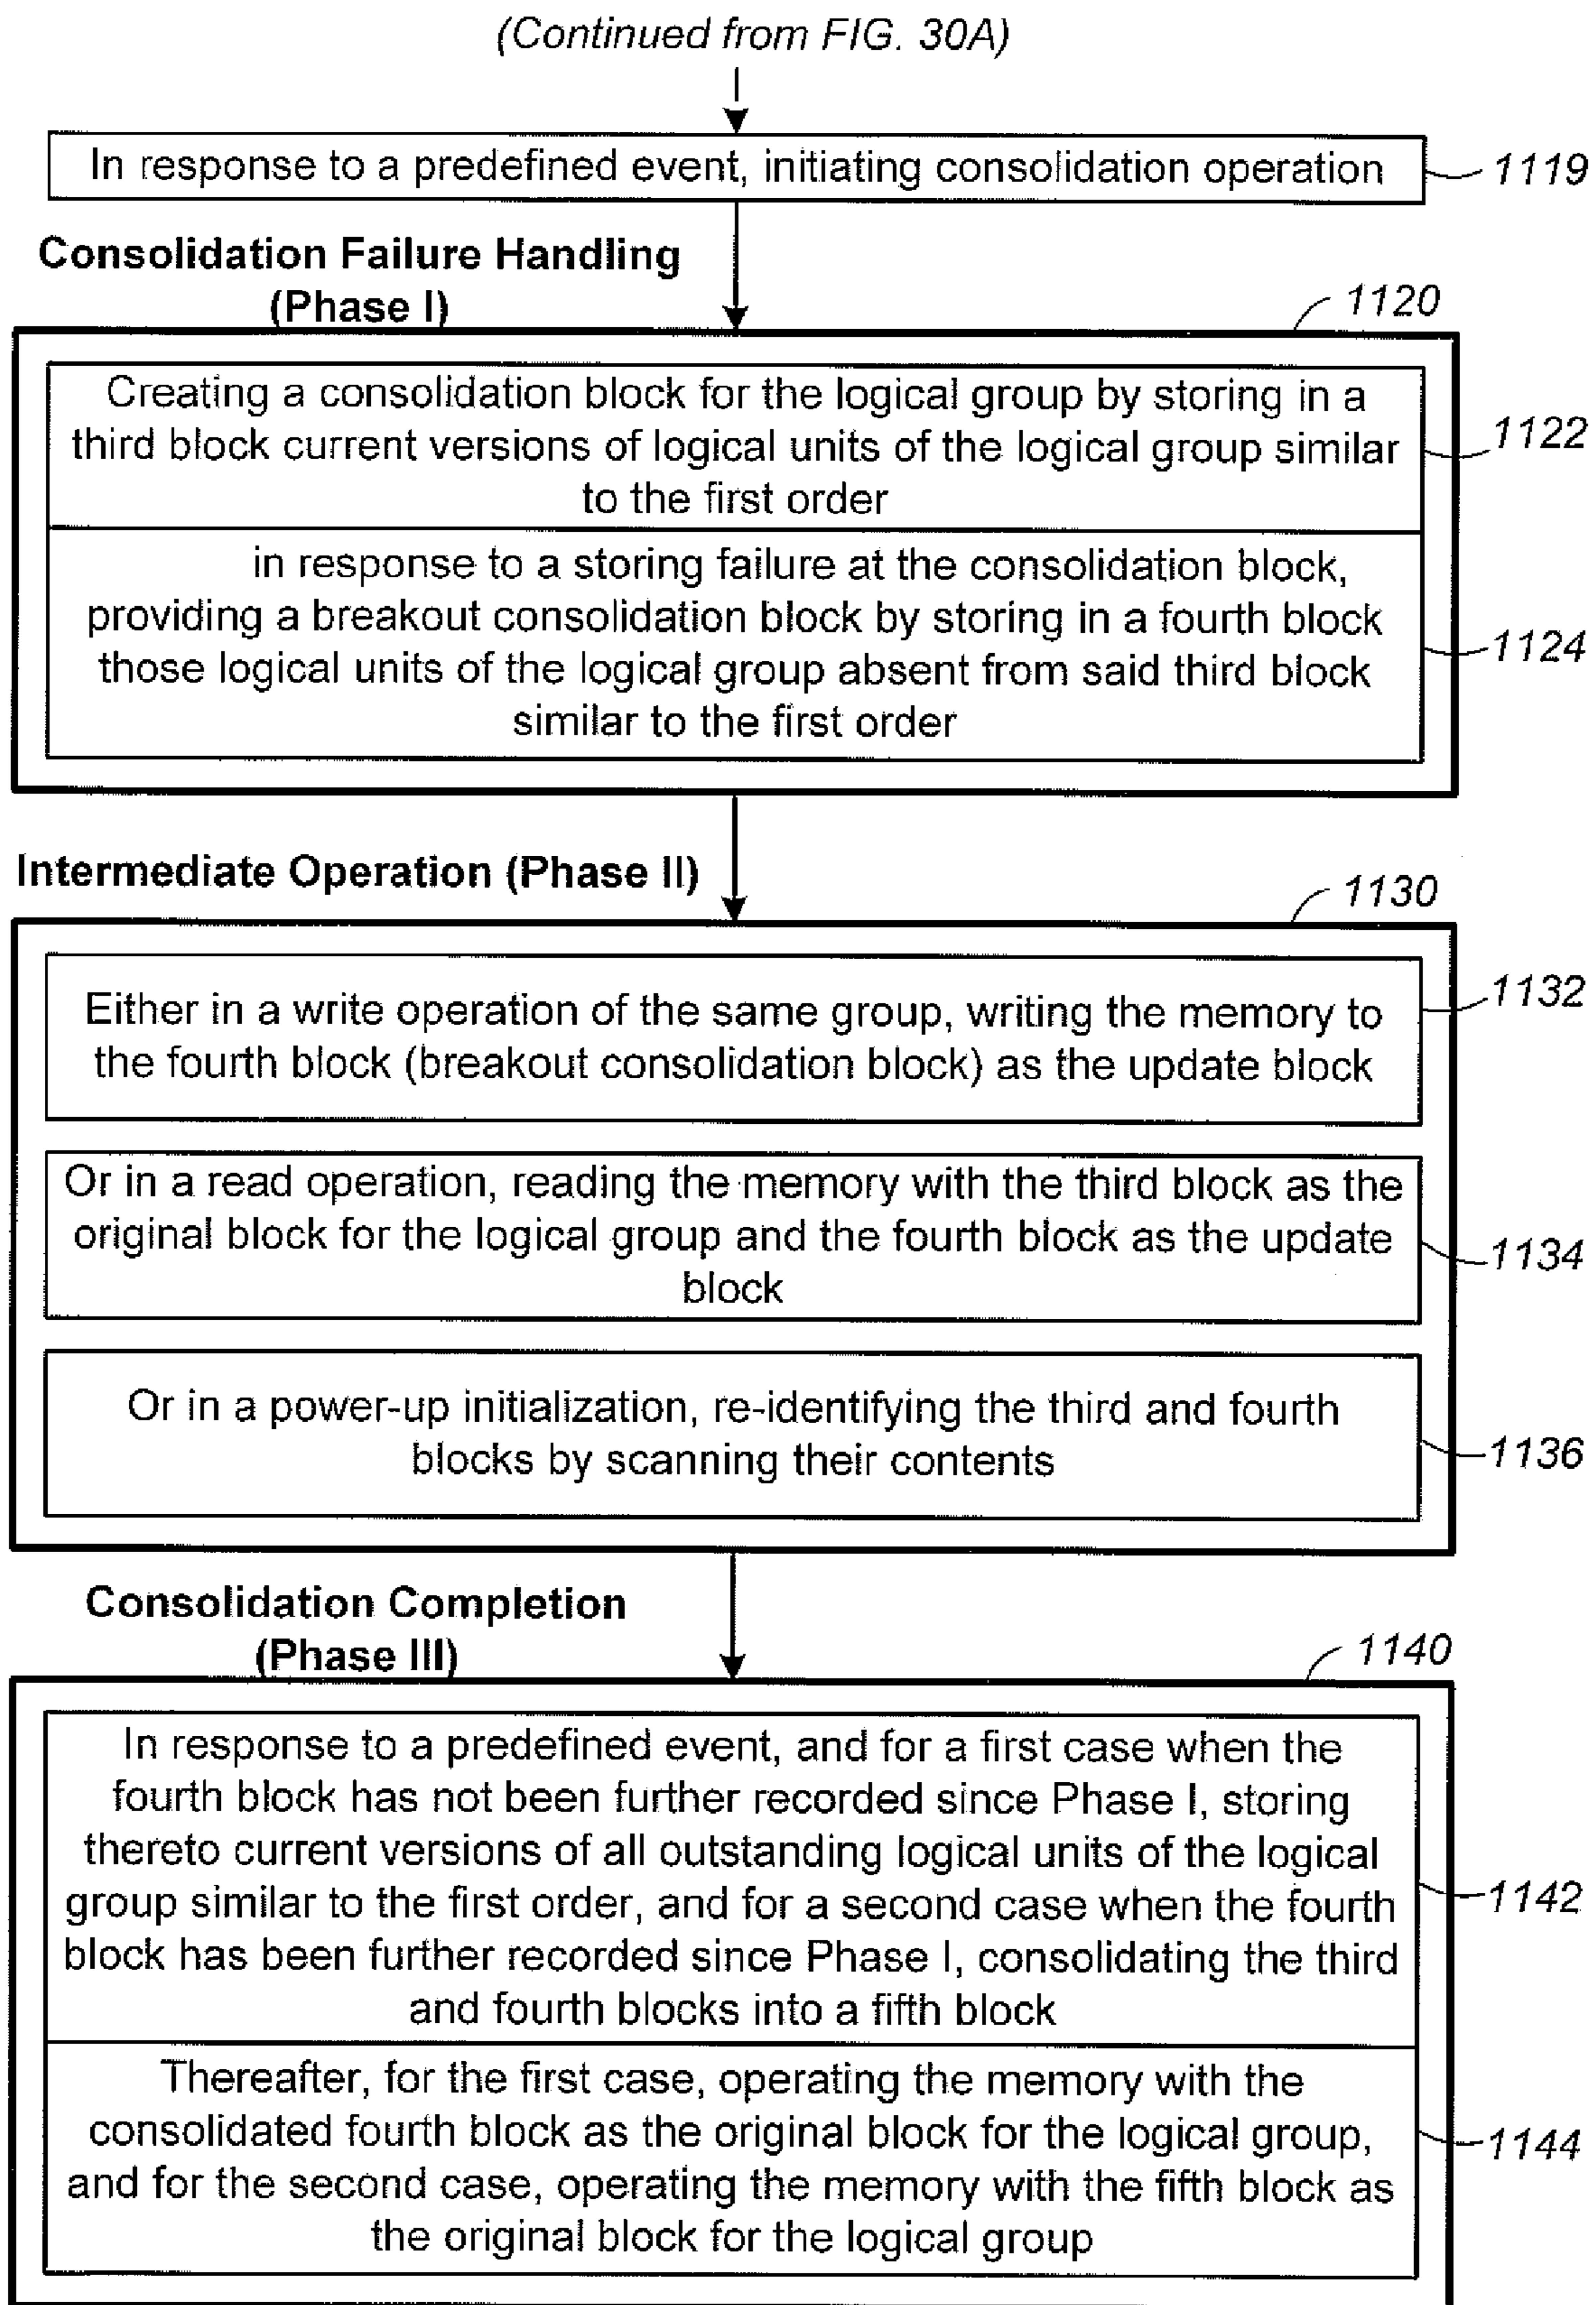 (Continued from FIG. 30A)
In response to a predefined event, initiating consolidation operation
1119
Consolidation Failure Handling
(Phase I)
1120
Creating a consolidation block for the logical group by storing in a
third block current versions of logical units of the logical group similar
to the first order
1122
in response to a storing failure at the consolidation block,
providing a breakout consolidation block by storing in a fourth block
those logical units of the logical group absent from said third block
similar to the first order
1124
Intermediate Operation (Phase II)
1130
Either in a write operation of the same group, writing the memory to
the fourth block (breakout consolidation block) as the update block
1132
Or in a read operation, reading the memory with the third block as the
original block for the logical group and the fourth block as the update
block
1134
Or in a power-up initialization, re-identifying the third and fourth
blocks by scanning their contents
1136
Consolidation Completion
(Phase III)
1140
In response to a predefined event, and for a first case when the
fourth block has not been further recorded since Phase I, storing
thereto current versions of all outstanding logical units of the logical
group similar to the first order, and for a second case when the fourth
block has been further recorded since Phase I, consolidating the third
and fourth blocks into a fifth block
1142
Thereafter, for the first case, operating the memory with the
consolidated fourth block as the original block for the logical group,
and for the second case, operating the memory with the fifth block as
the original block for the logical group
1144